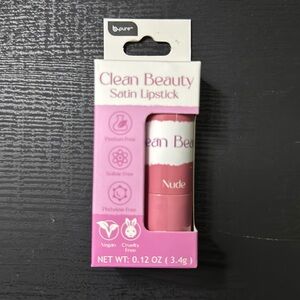 b.pure™
Clean Beauty
Satin Lipstick
Paraben Free
Sulfate Free
Phthalate Free
Vegan
Cruelty
Free
ean Bea
Nude
NET WT: 0.12 OZ ( 3.4g )